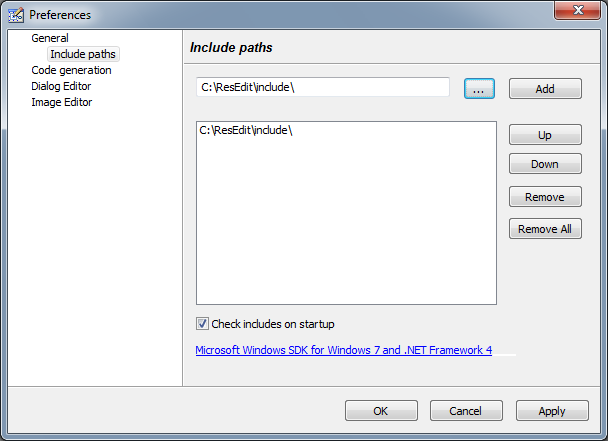 Preferences
General
Include paths
Code generation
Dialog Editor
Image Editor
Include paths
C:\ResEdit\include\
...
Add
C:\ResEdit\include\
Up
Down
Remove
Remove All
Check includes on startup
Microsoft Windows SDK for Windows 7 and .NET Framework 4
OK
Cancel
Apply